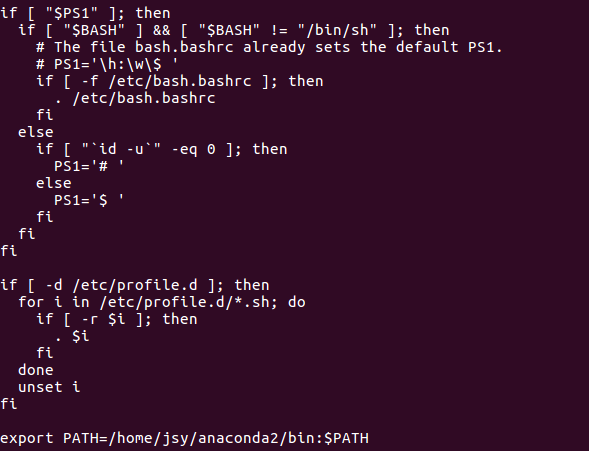 if [ "$PS1" ]; then
  if [ "$BASH" ] && [ "$BASH" != "/bin/sh" ]; then
    # The file bash.bashrc already sets the default PS1.
    # PS1='\h:\w\$ '
    if [ -f /etc/bash.bashrc ]; then
      . /etc/bash.bashrc
    fi
  else
    if [ "`id -u`" -eq 0 ]; then
      PS1='# '
    else
      PS1='$ '
    fi
  fi
fi

if [ -d /etc/profile.d ]; then
  for i in /etc/profile.d/*.sh; do
    if [ -r $i ]; then
      . $i
    fi
  done
  unset i
fi

export PATH=/home/jsy/anaconda2/bin:$PATH